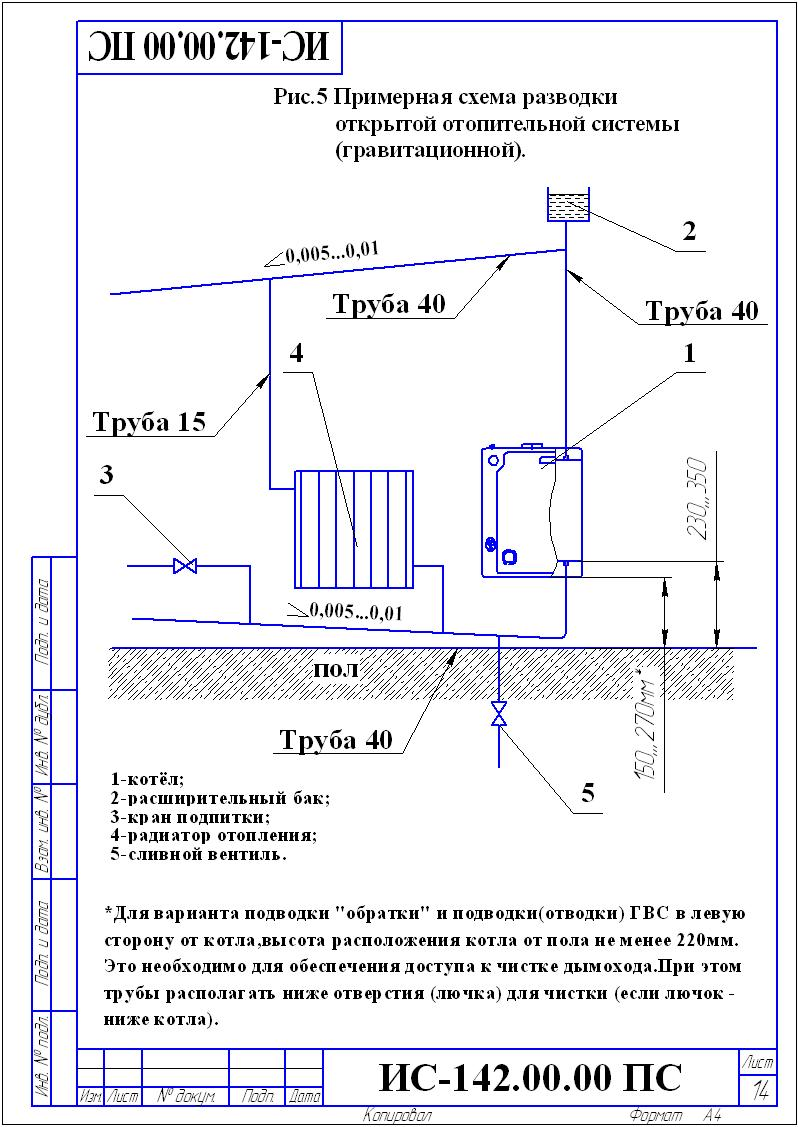 ИС-142.00.00 ПС
Рис.5 Примерная схема разводки
открытой отопительной системы
(гравитационной).
2
0,005...0,01
Труба 40
Труба 40
4
1
Труба 15
3
230...350
0,005...0,01
пол
150...270мм*
Труба 40
5
1-котёл;
2-расширительный бак;
3-кран подпитки;
4-радиатор отопления;
5-сливной вентиль.
*Для варианта подводки "обратки" и подводки(отводки) ГВС в левую
сторону от котла,высота расположения котла от пола не менее 220мм.
Это необходимо для обеспечения доступа к чистке дымохода.При этом
трубы располагать ниже отверстия (лючка) для чистки (если лючок -
ниже котла).
Подп. и дата
Инв. № дубл.
Взам. инв. №
Подп. и дата
Инв. № подл.
Изм. Лист № докум. Подп. Дата
ИС-142.00.00 ПС
Лист
14
Копировал
Формат А4